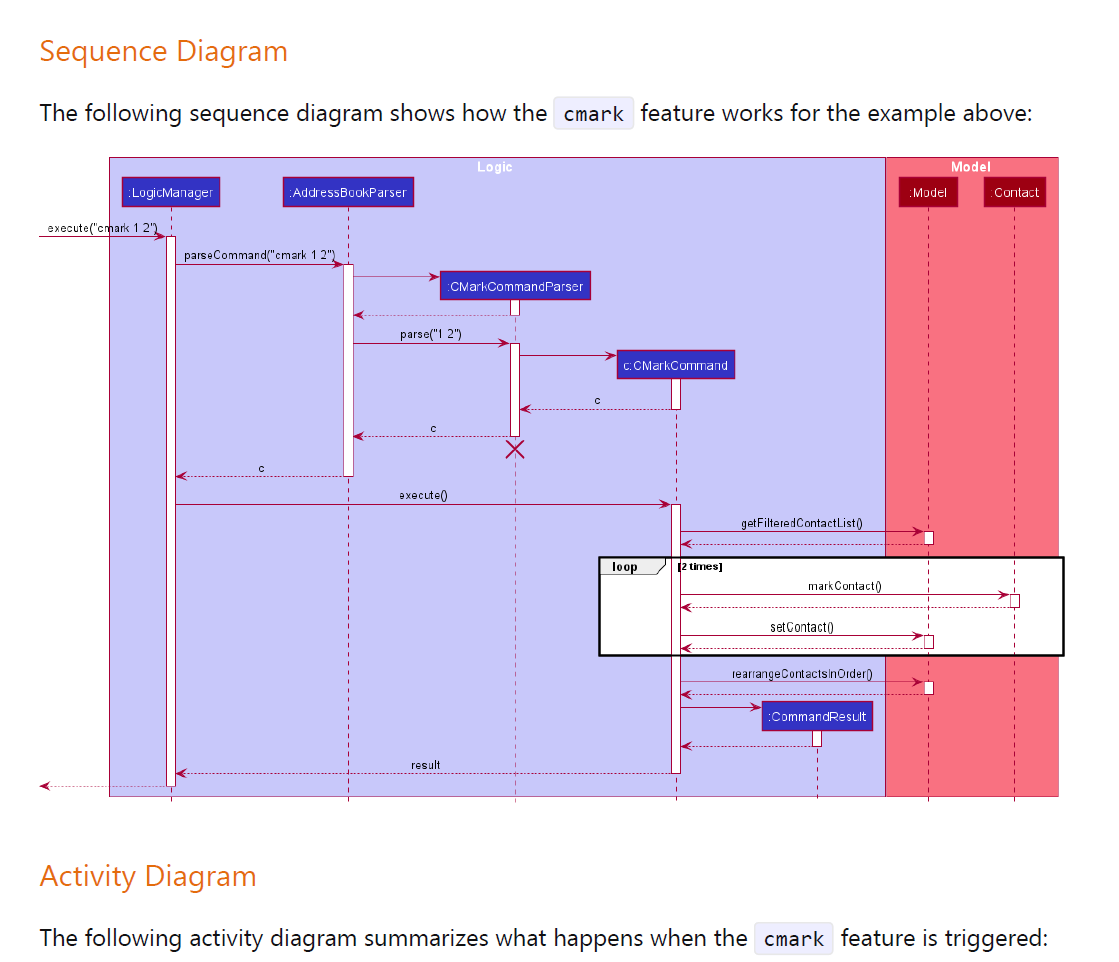 Sequence Diagram
The following sequence diagram shows how the cmark feature works for the example above:
Logic
Model
:LogicManager
:AddressBookParser
:Model
:Contact
execute("cmark 1 2")
parseCommand("cmark 1 2")
:CMarkCommandParser
parse("1 2")
c:CMarkCommand
c
c
c
execute()
getFilteredContactList()
loop
[2 times]
markContact()
setContact()
rearrangeContactsInOrder()
:CommandResult
result
Activity Diagram
The following activity diagram summarizes what happens when the cmark feature is triggered: